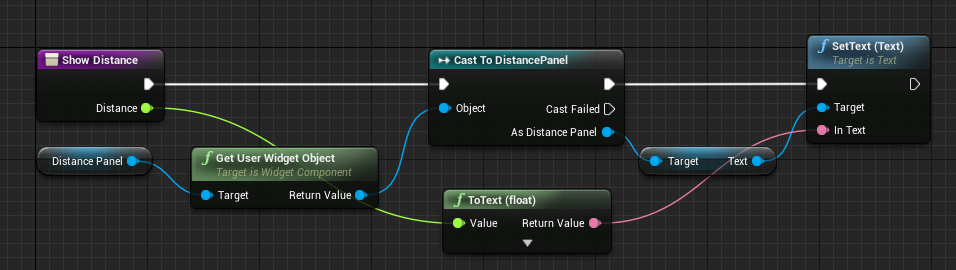 Show Distance
Distance
Distance Panel
Get User Widget Object
Target is Widget Component
Target Return Value
Cast To DistancePanel
Object
Cast Failed
As Distance Panel
ToText (float)
Value Return Value
Target Text
SetText (Text)
Target is Text
Target
In Text